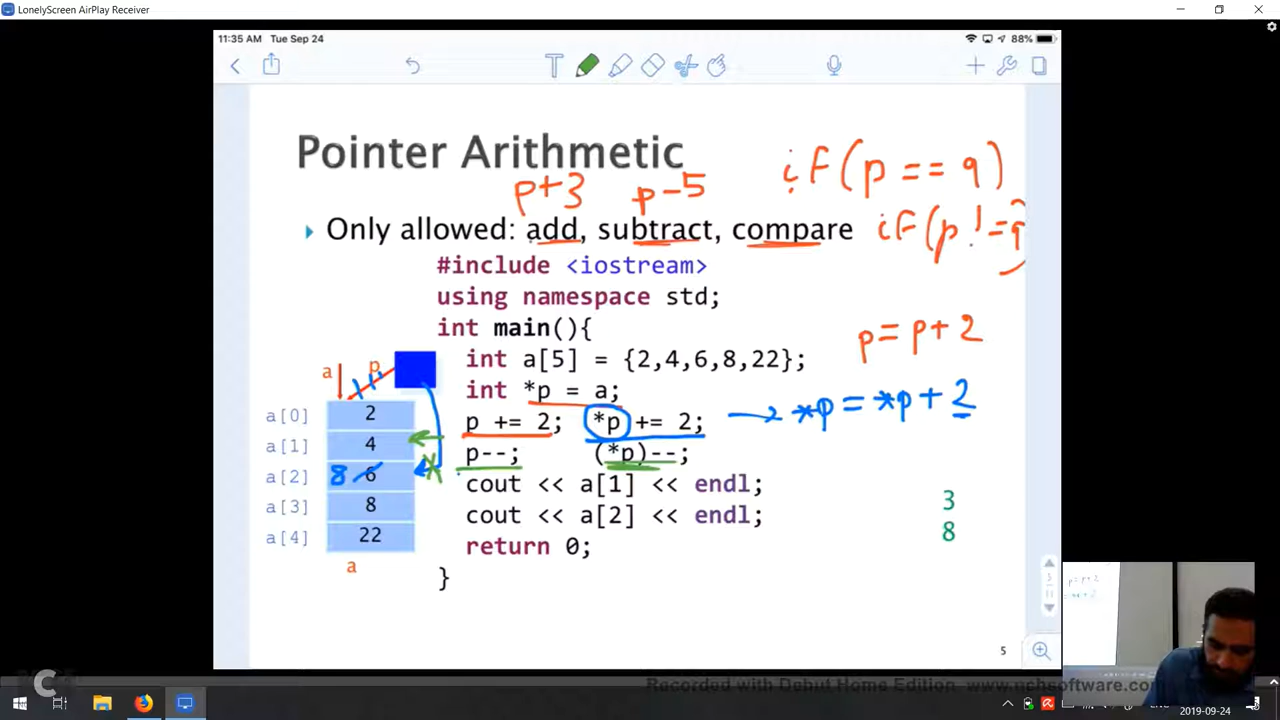 LonelyScreen AirPlay Receiver
11:35 AM Tue Sep 24
88%
T
Pointer Arithmetic
if(p == q)
p+3 p-5
Only allowed: add, subtract, compare
if(p != q)
#include <iostream>
using namespace std;
int main(){
p = p+2
int a[5] = {2,4,6,8,22};
a p
int *p = a;
*p = *p + 2
a[0] 2
p += 2; *p += 2;
a[1] 4
p--; (*p)--;
a[2] 8 6
cout << a[1] << endl;
3
a[3] 8
cout << a[2] << endl;
8
a[4] 22
return 0;
a
}
p=p+2
5
Recorded with Debut Home Edition www.nchsoftware.com
ENG
2019-09-24